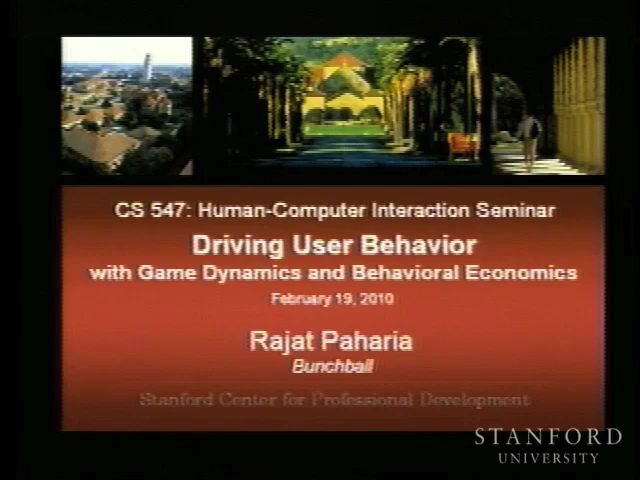 CS 547: Human-Computer Interaction Seminar
Driving User Behavior
with Game Dynamics and Behavioral Economics
February 19, 2010
Rajat Paharia
Bunchball
Stanford Center for Professional Development
STANFORD
UNIVERSITY